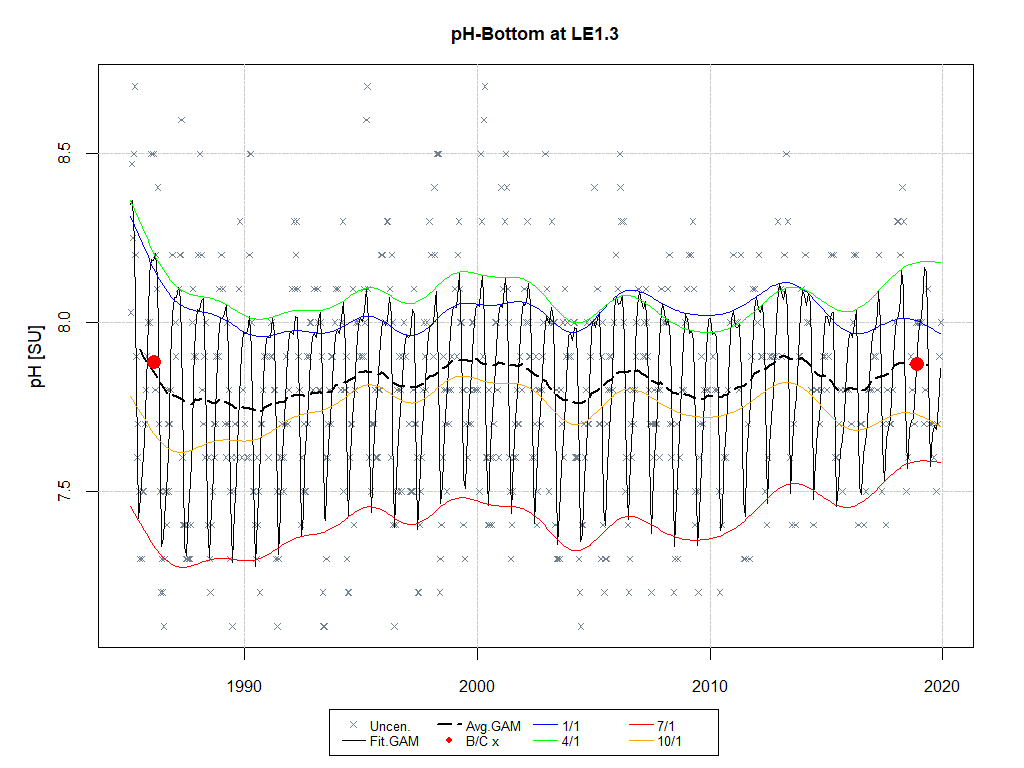 pH-Bottom at LE1.3
pH [SU]
8.5
8.0
7.5
1990 2000 2010 2020
Uncen. Avg.GAM 1/1 7/1
Fit.GAM B/C x 4/1 10/1